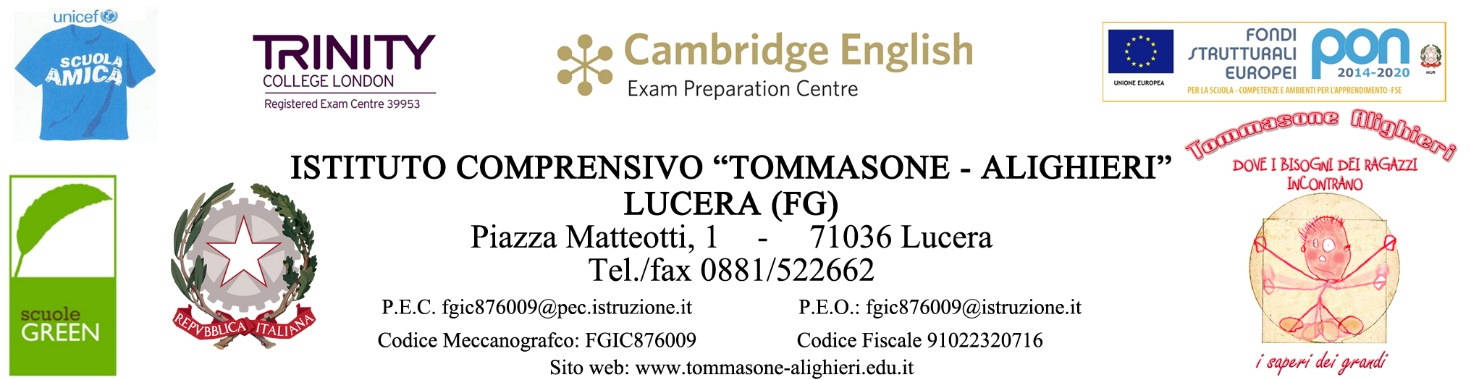 unicef
SCUOLA
AMICA
TRINITY
COLLEGE LONDON
Registered Exam Centre 39953
Cambridge English
Exam Preparation Centre
UNIONE EUROPEA
FONDI
STRUTTURALI
EUROPEI
pon
2014-2020
MIUR
PER LA SCUOLA - COMPETENZE E AMBIENTI PER L'APPRENDIMENTO-FSE
ISTITUTO COMPRENSIVO “TOMMASONE - ALIGHIERI”
LUCERA (FG)
Piazza Matteotti, 1 - 71036 Lucera
Tel./fax 0881/522662
P.E.C. fgic876009@pec.istruzione.it P.E.O.: fgic876009@istruzione.it
Codice Meccanografco: FGIC876009 Codice Fiscale 91022320716
Sito web: www.tommasone-alighieri.edu.it
scuole
GREEN
REPVBBLICA ITALIANA
Tommasone Alighieri
DOVE I BISOGNI DEI RAGAZZI
INCONTRANO
i saperi dei grandi